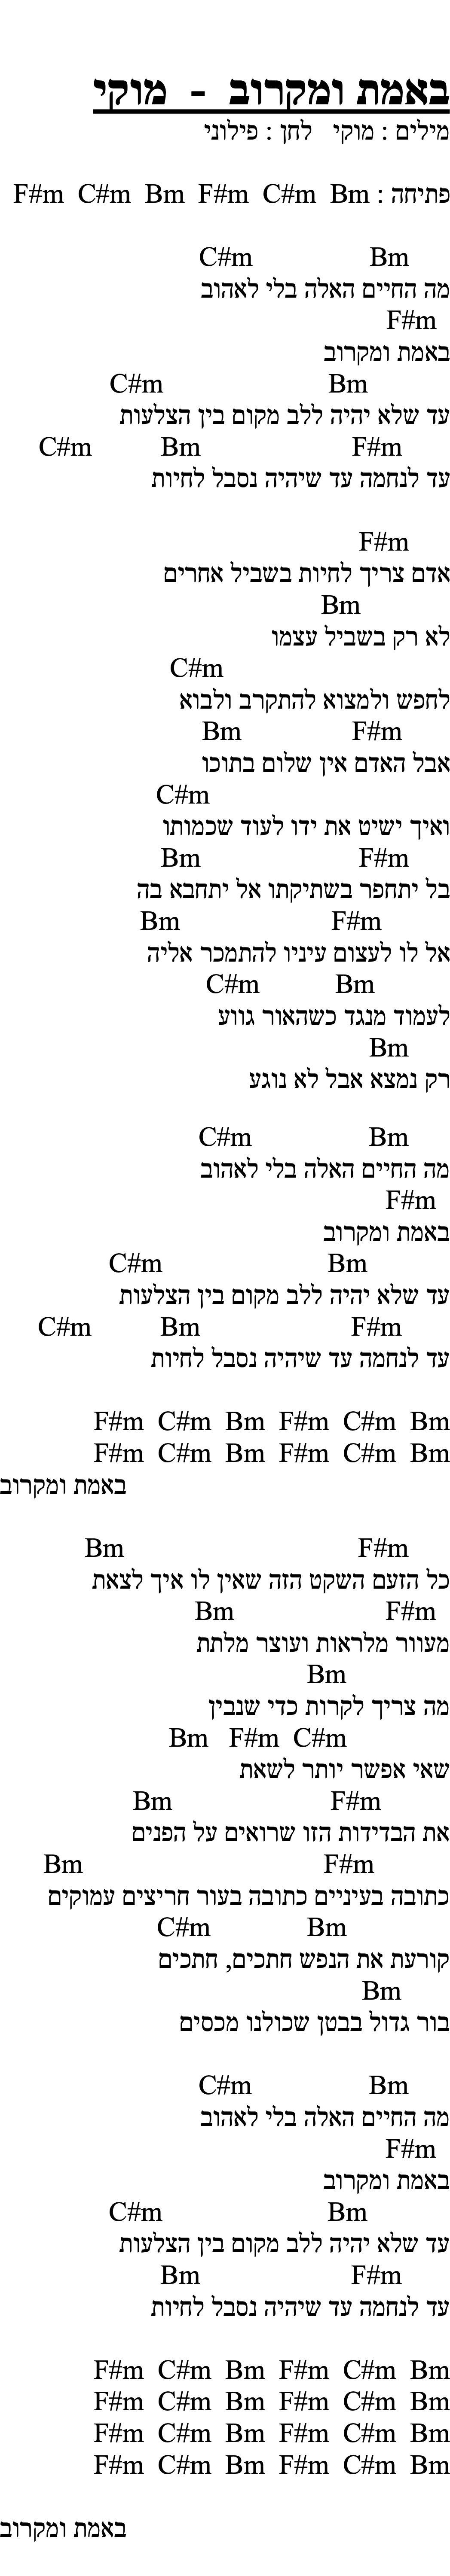 באמת ומקרוב - מוקי
מילים : מוקי לחן : פילוני
פתיחה : F#m C#m Bm F#m C#m Bm
C#m Bm
מה החיים האלה בלי לאהוב
F#m
באמת ומקרוב
C#m Bm
עד שלא יהיה ללב מקום בין הצלעות
C#m Bm F#m
עד לנחמה עד שיהיה נסבל לחיות
F#m
אדם צריך לחיות בשביל אחרים
Bm
לא רק בשביל עצמו
C#m
לחפש ולמצוא להתקרב ולבוא
Bm F#m
אבל האדם אין שלום בתוכו
C#m
ואיך ישיט את ידו לעוד שכמותו
Bm F#m
בל יתחפר בשתיקתו אל יתחבא בה
Bm F#m
אל לו לעצום עיניו להתמכר אליה
C#m Bm
לעמוד מנגד כשהאור גווע
Bm
רק נמצא אבל לא נוגע
C#m Bm
מה החיים האלה בלי לאהוב
F#m
באמת ומקרוב
C#m Bm
עד שלא יהיה ללב מקום בין הצלעות
C#m Bm F#m
עד לנחמה עד שיהיה נסבל לחיות
F#m C#m Bm F#m C#m Bm
F#m C#m Bm F#m C#m Bm
באמת ומקרוב
Bm F#m
כל הזעם השקט הזה שאין לו איך לצאת
Bm F#m
מעוור מלראות ועוצר מלתת
Bm
מה צריך לקרות כדי שנבין
Bm F#m C#m
שאי אפשר יותר לשאת
Bm F#m
את הבדידות הזו שרואים על הפנים
Bm F#m
כתובה בעיניים כתובה בעור חריצים עמוקים
C#m Bm
קורעת את הנפש חתכים, חתכים
Bm
בור גדול בבטן שכולנו מכסים
C#m Bm
מה החיים האלה בלי לאהוב
F#m
באמת ומקרוב
C#m Bm
עד שלא יהיה ללב מקום בין הצלעות
Bm F#m
עד לנחמה עד שיהיה נסבל לחיות
F#m C#m Bm F#m C#m Bm
F#m C#m Bm F#m C#m Bm
F#m C#m Bm F#m C#m Bm
F#m C#m Bm F#m C#m Bm
באמת ומקרוב